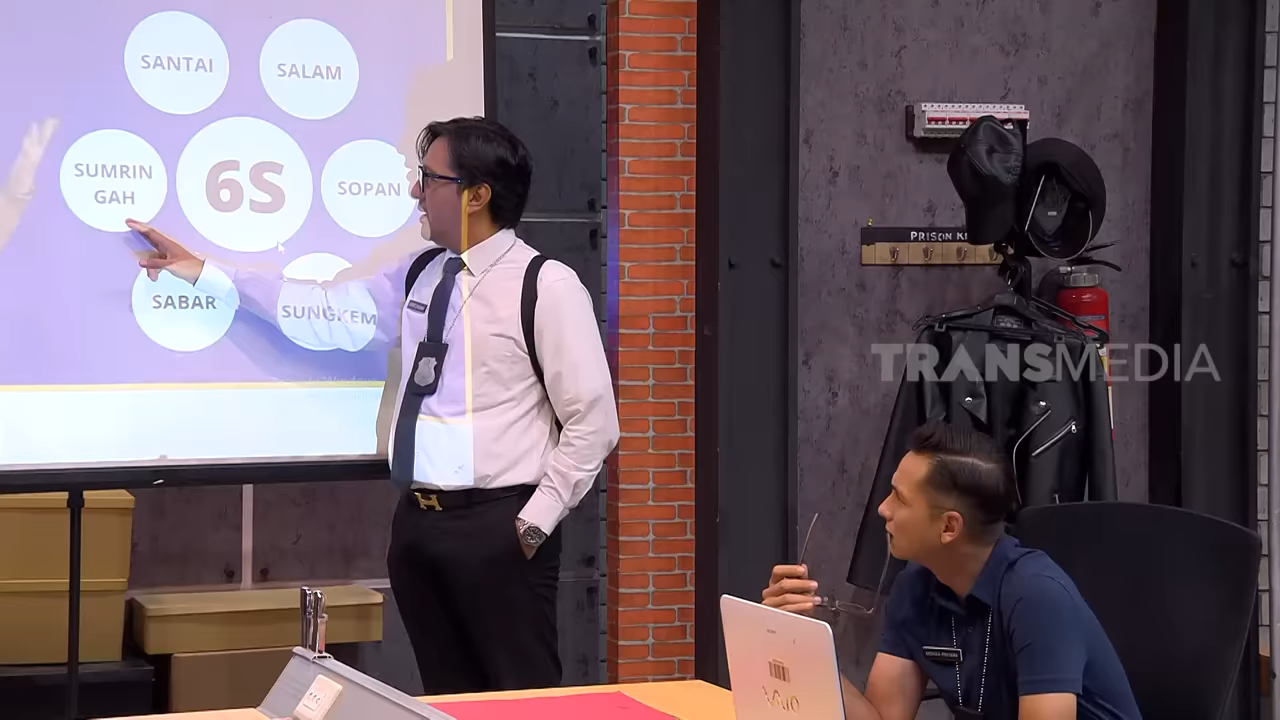 SANTAI
SALAM
SUMRIN
GAH
6S
SOPAN
SABAR
SUNGKEM
PRISON
TRANSMEDIA
VAIO